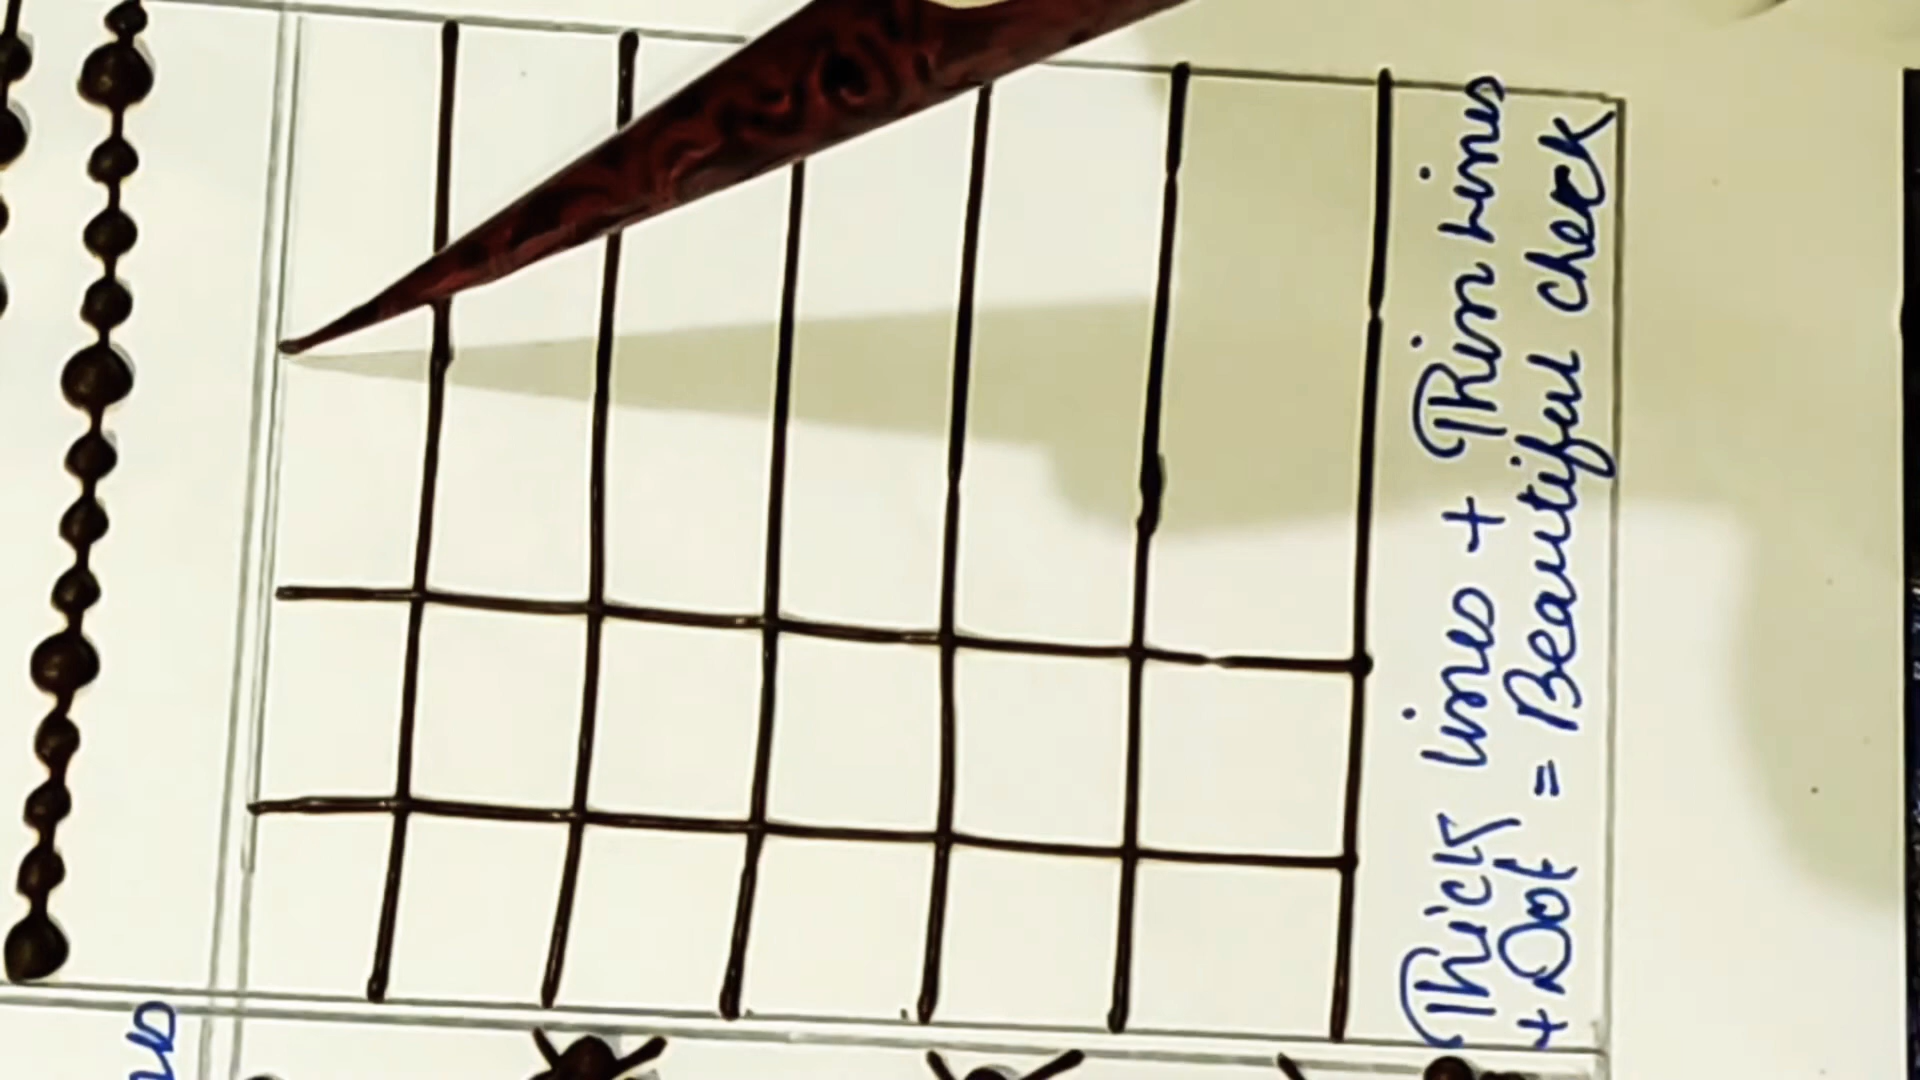 Thick lines + Thin Lines
+ Dot = Beautiful check